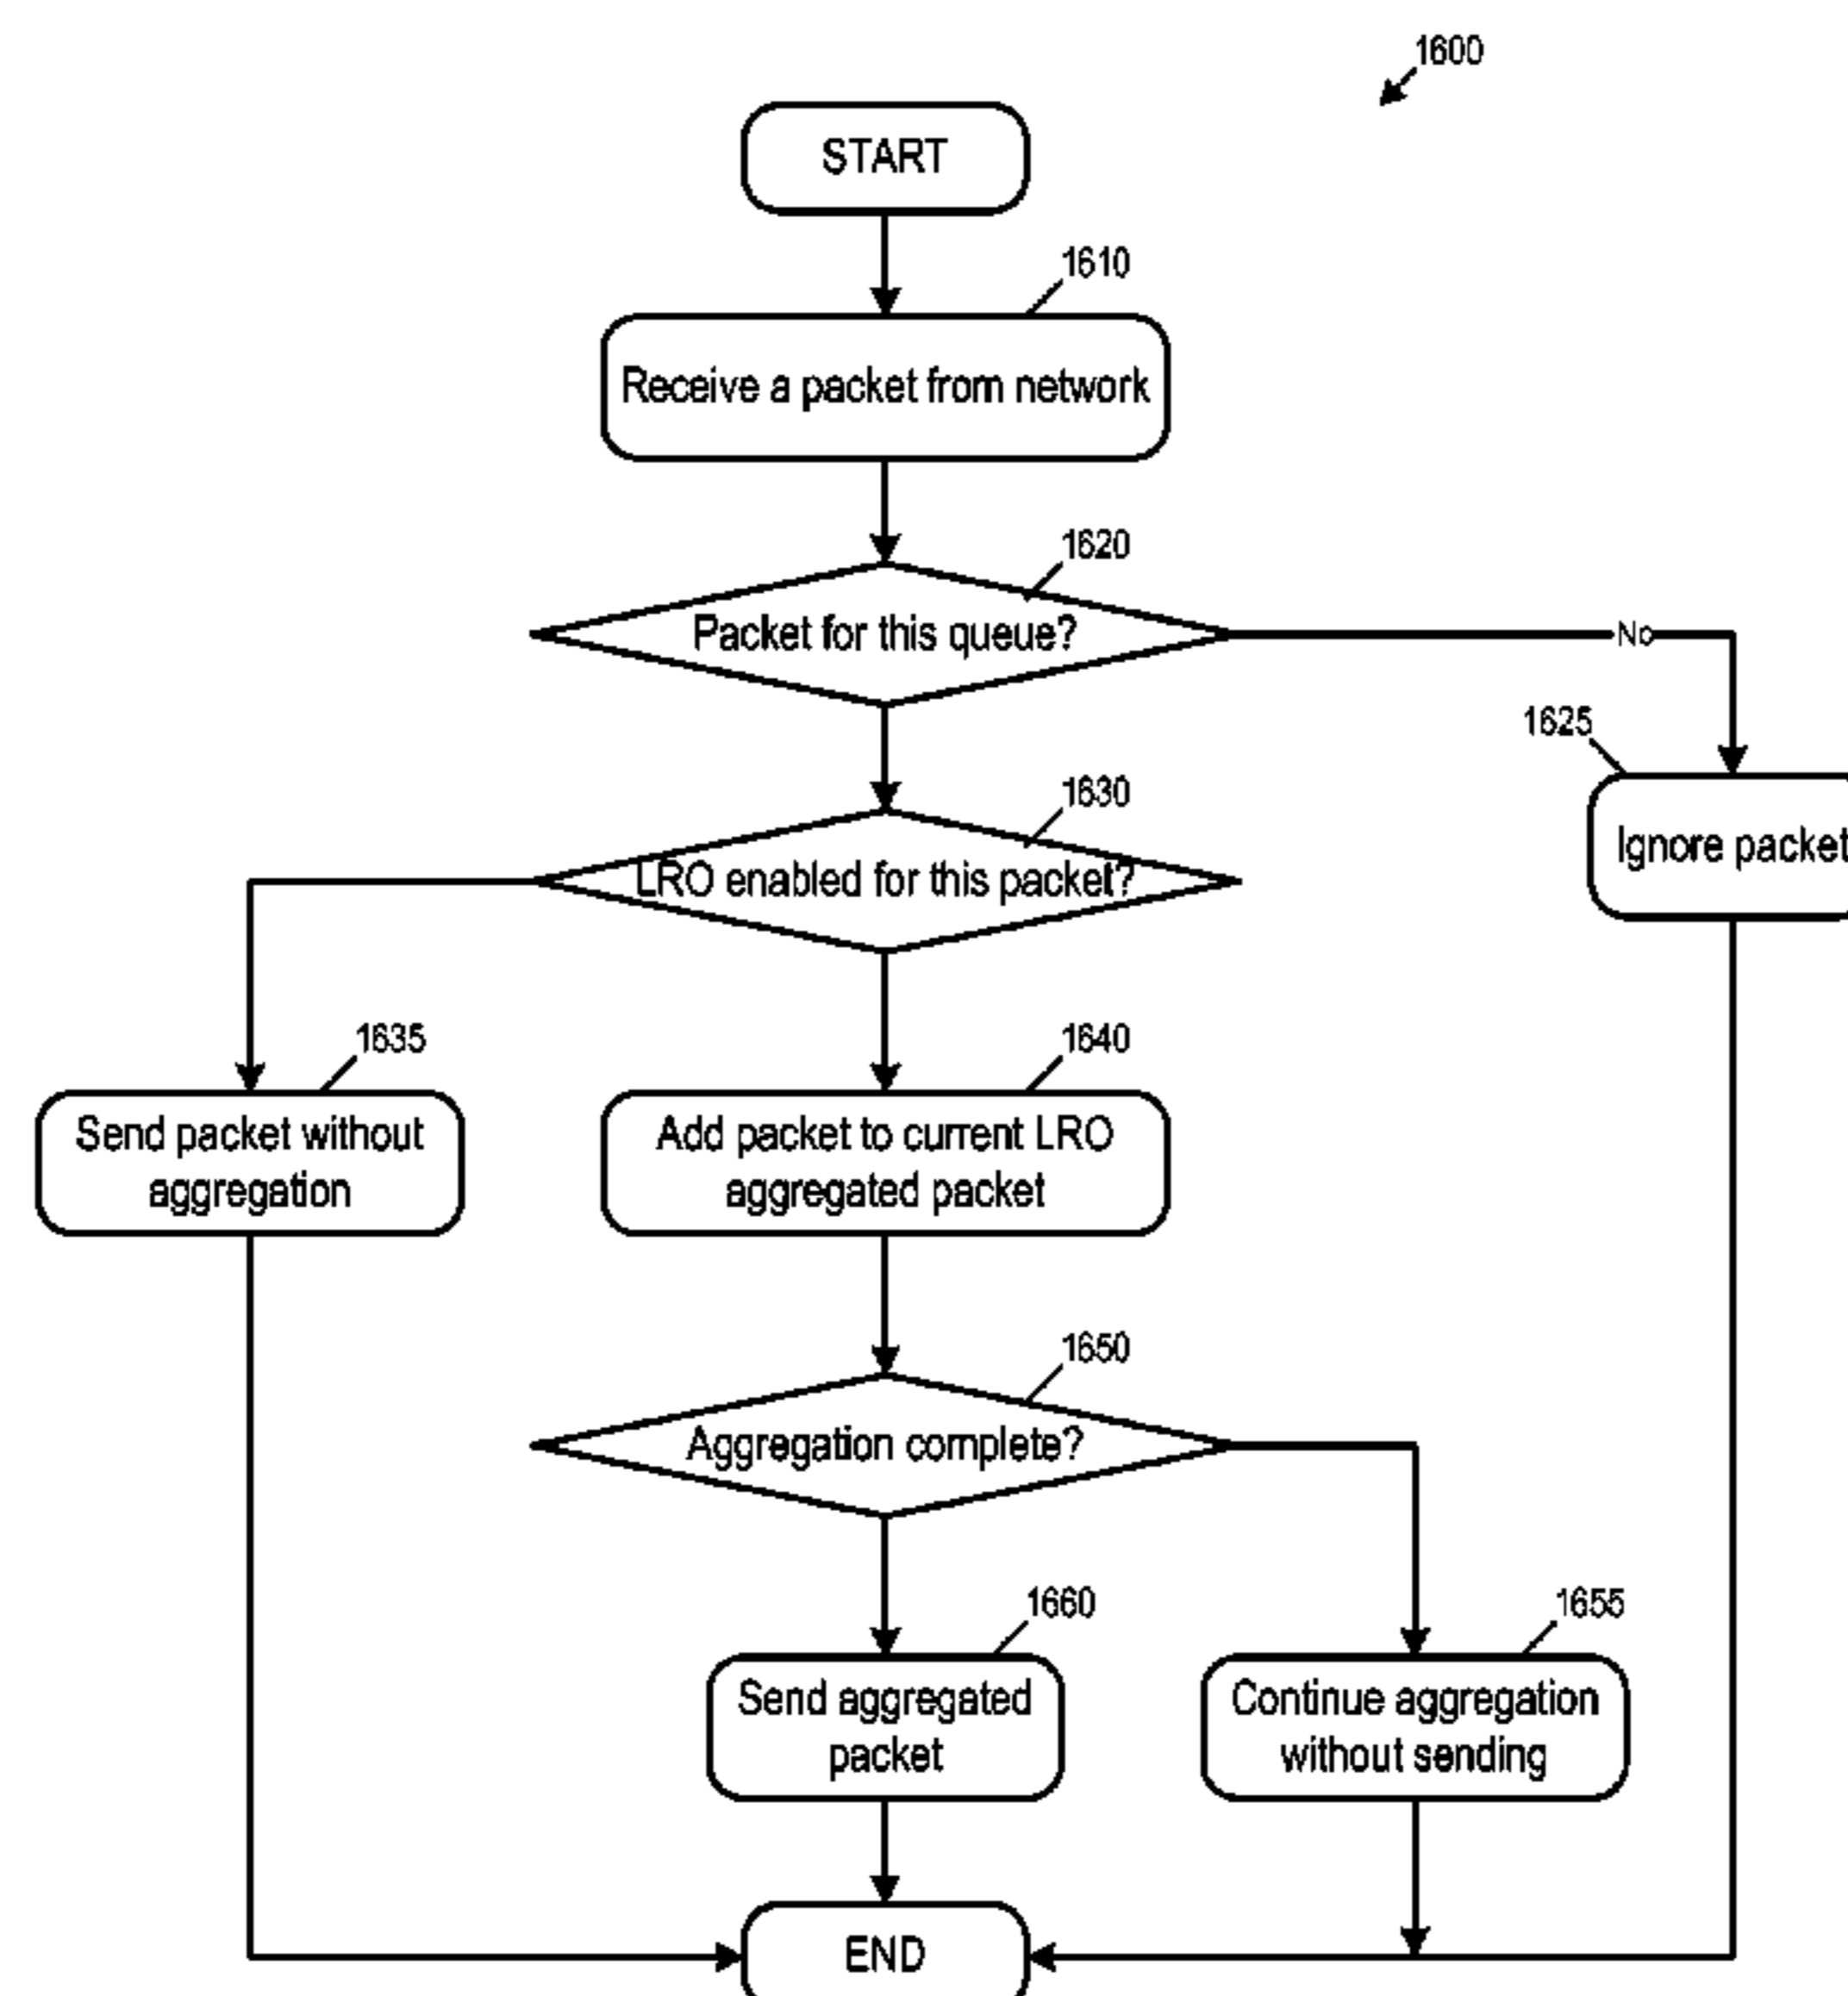 1600
START
1610
Receive a packet from network
1620
Packet for this queue?
No
1625
Ignore packet
1630
LRO enabled for this packet?
1635
Send packet without
aggregation
1640
Add packet to current LRO
aggregated packet
1650
Aggregation complete?
1660
Send aggregated
packet
1655
Continue aggregation
without sending
END